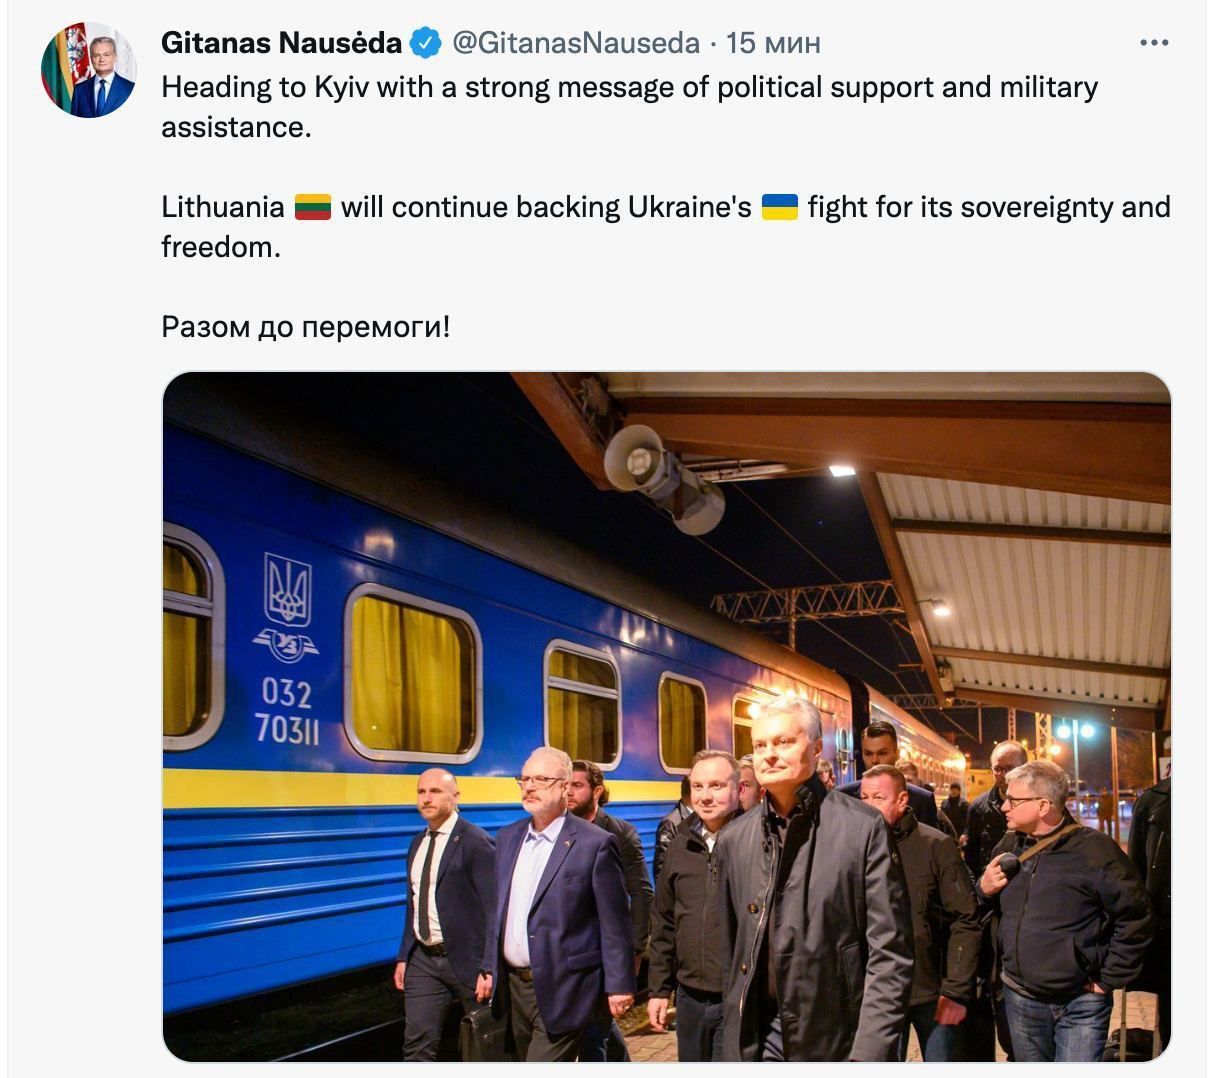 Gitanas Nausėda @GitanasNauseda · 15 мин
Heading to Kyiv with a strong message of political support and military
assistance.
Lithuania 🇱🇹 will continue backing Ukraine's 🇺🇦 fight for its sovereignty and
freedom.
Разом до перемоги!
УЗ
032
70311